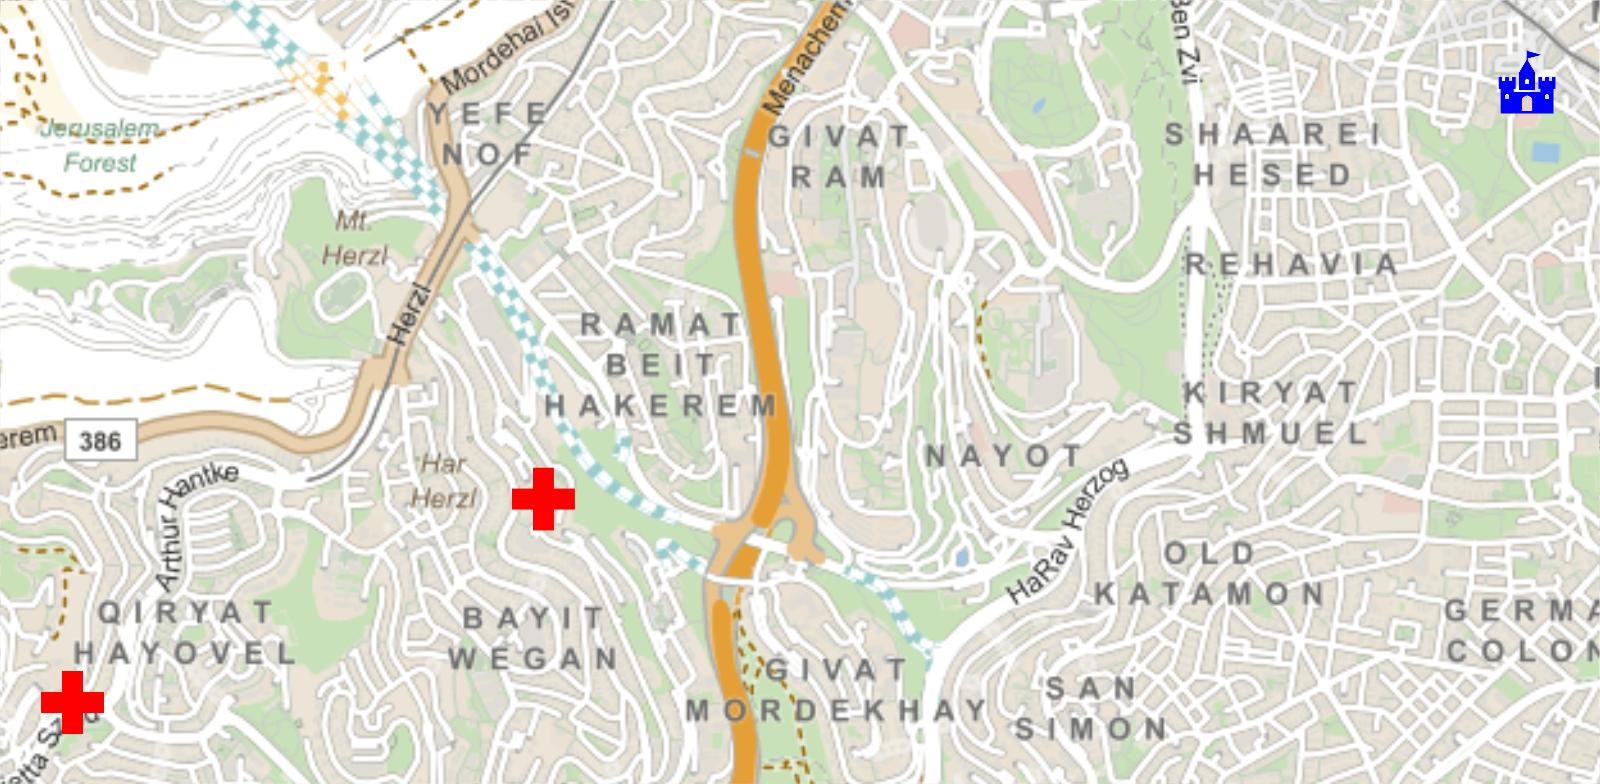 Mordehai Ish
Menachem
Ben Zvi
YEFE
NOF
Jerusalem
Forest
GIVAT
RAM
SHAAREI
HESED
Mt.
Herzl
REHAVIA
Herzl
RAMAT
BEIT
HAKEREM
KIRYAT
SHMUEL
erem
386
NAYOT
Har
Herzl
Arthur Hantke
HaRav Herzog
OLD
KATAMON
QIRYAT
HAYOVEL
BAYIT
WEGAN
GERMA
COLON
GIVAT
MORDEKHAY
SAN
SIMON